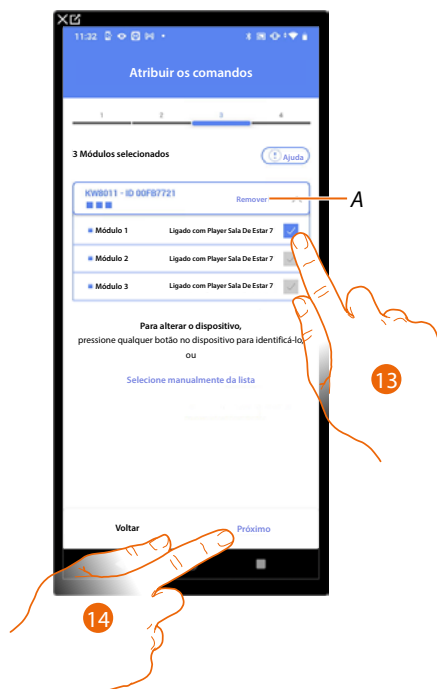 11:32
Atribuir os comandos
1 2 3 4
3 Módulos selecionados
Ajuda
KW8011 - ID 00FB7721
Remover
A
Módulo 1 Ligado com Player Sala De Estar 7
Módulo 2 Ligado com Player Sala De Estar 7
Módulo 3 Ligado com Player Sala De Estar 7
Para alterar o dispositivo,
pressione qualquer botão no dispositivo para identificá-lo,
ou
Selecione manualmente da lista
13
Voltar
Próximo
14